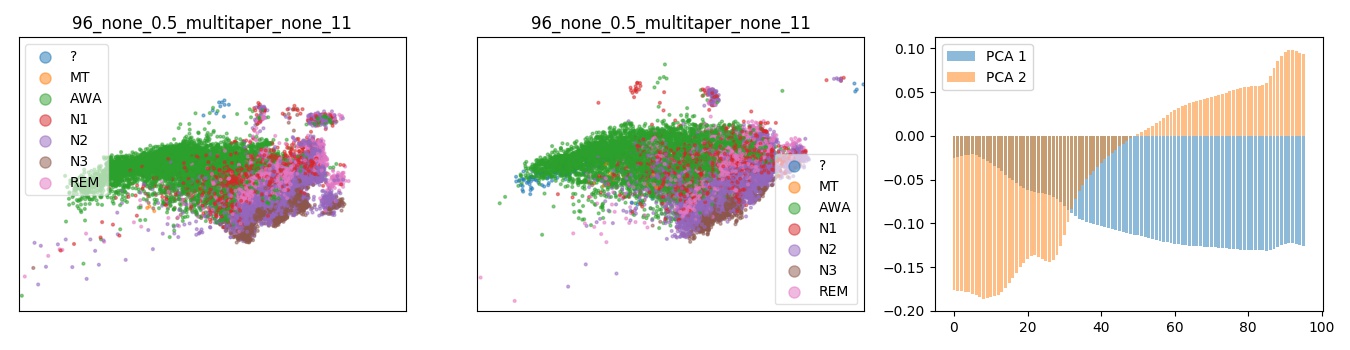 96_none_0.5_multitaper_none_11
?
MT
AWA
N1
N2
N3
REM
96_none_0.5_multitaper_none_11
?
MT
AWA
N1
N2
N3
REM
PCA 1
PCA 2
0.10
0.05
0.00
−0.05
−0.10
−0.15
−0.20
0 20 40 60 80 100